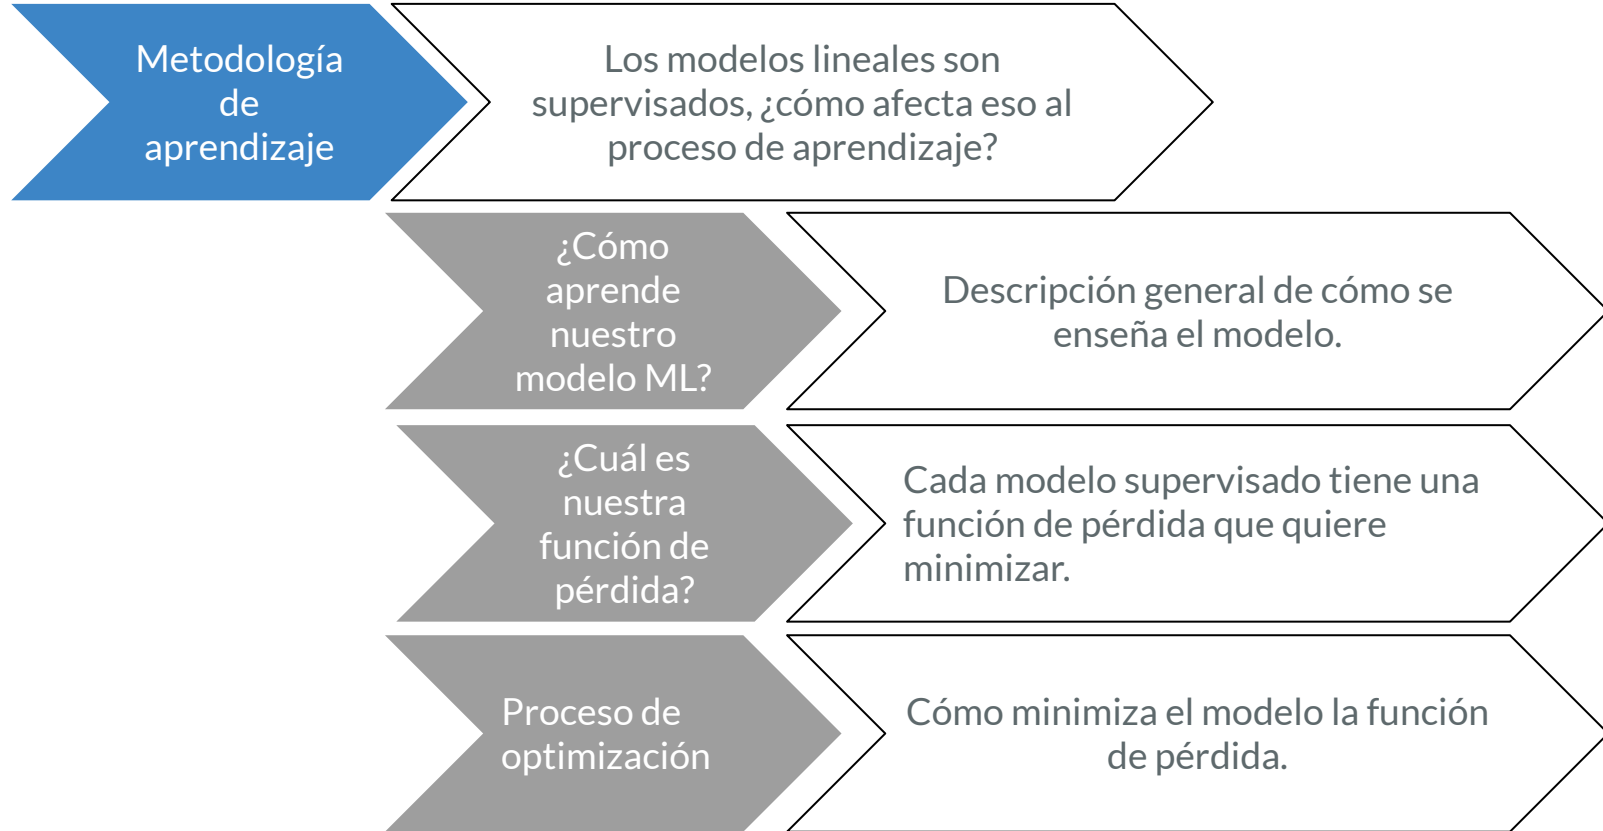 Metodología
de
aprendizaje
Los modelos lineales son
supervisados, ¿cómo afecta eso al
proceso de aprendizaje?
¿Cómo
aprende
nuestro
modelo ML?
Descripción general de cómo se
enseña el modelo.
¿Cuál es
nuestra
función de
pérdida?
Cada modelo supervisado tiene una
función de pérdida que quiere
minimizar.
Proceso de
optimización
Cómo minimiza el modelo la función
de pérdida.